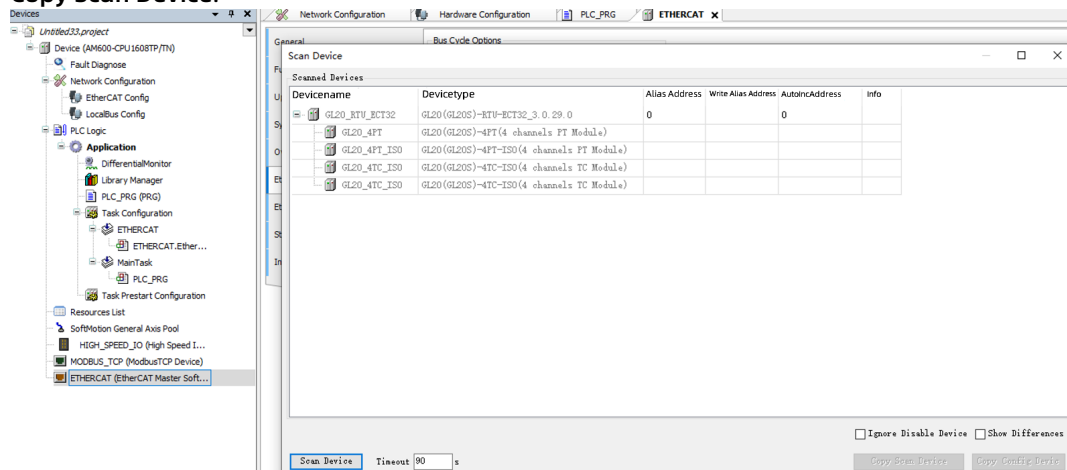 Copy Scan Device.
Devices
Network Configuration
Hardware Configuration
PLC_PRG
ETHERCAT
Untitled33.project
Device (AM600-CPU1608TP/TN)
Fault Diagnose
Network Configuration
EtherCAT Config
LocalBus Config
PLC Logic
Application
DifferentialMonitor
Library Manager
PLC_PRG (PRG)
Task Configuration
ETHERCAT
ETHERCAT.Ether...
MainTask
PLC_PRG
Task Prestart Configuration
Resources List
SoftMotion General Axis Pool
HIGH_SPEED_IO (High Speed I...
MODBUS_TCP (ModbusTCP Device)
ETHERCAT (EtherCAT Master Soft...
General
Bus Cycle Options
Scan Device
Scanned Devices
Devicename Devicetype Alias Address Write Alias Address AutoIncAddress Info
GL20_RTU_ECT32 GL20(GL20S)-RTU-ECT32_3.0.29.0 0 0
GL20_4PT GL20(GL20S)-4PT(4 channels PT Module)
GL20_4PT_ISO GL20(GL20S)-4PT-ISO(4 channels PT Module)
GL20_4TC_ISO GL20(GL20S)-4TC-ISO(4 channels TC Module)
GL20_4TC_ISO GL20(GL20S)-4TC-ISO(4 channels TC Module)
Ignore Disable Device Show Differences
Scan Device Timeout 90 s Copy Scan Device Copy Config Devic